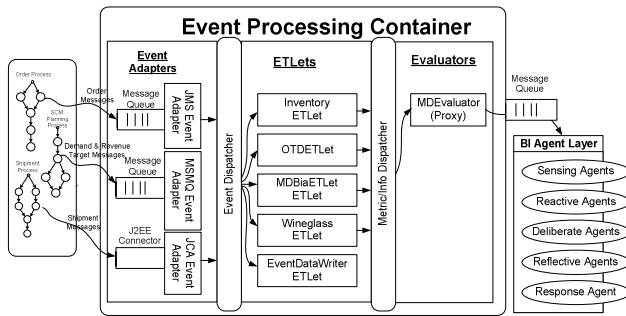 Event Processing Container
Order Process
SCM
Planning
Process
Shipment
Process
Order
Messages
Demand & Revenue
Target Messages
Shipment
Messages
Event
Adapters
Message
Queue
JMS Event
Adapter
Message
Queue
MSMQ Event
Adapter
J2EE
Connector
JCA Event
Adapter
Event Dispatcher
ETLets
Inventory
ETLet
OTDETLet
MDBiaETLet
ETLet
Wineglass
ETLet
EventDataWriter
ETLet
Metric/Info Dispatcher
Evaluators
MDEvaluator
(Proxy)
Message
Queue
BI Agent Layer
Sensing Agents
Reactive Agents
Deliberate Agents
Reflective Agents
Response Agent